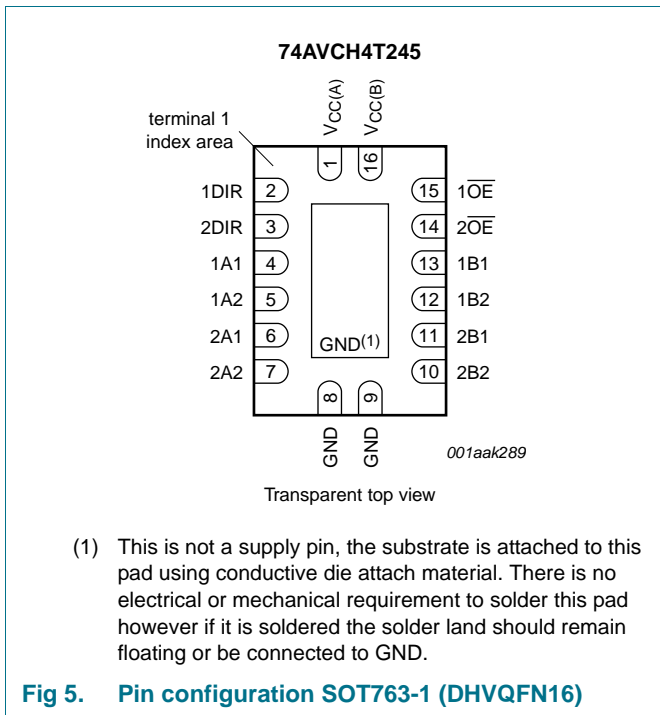 74AVCH4T245
VCC(A) VCC(B)
terminal 1
index area
1 16
1DIR 2 15 1O̅E̅
2DIR 3 14 2O̅E̅
1A1 4 13 1B1
1A2 5 12 1B2
2A1 6 11 2B1
GND(1)
2A2 7 10 2B2
8 9
GND GND
001aak289
Transparent top view
(1) This is not a supply pin, the substrate is attached to this
pad using conductive die attach material. There is no
electrical or mechanical requirement to solder this pad
however if it is soldered the solder land should remain
floating or be connected to GND.
Fig 5. Pin configuration SOT763-1 (DHVQFN16)